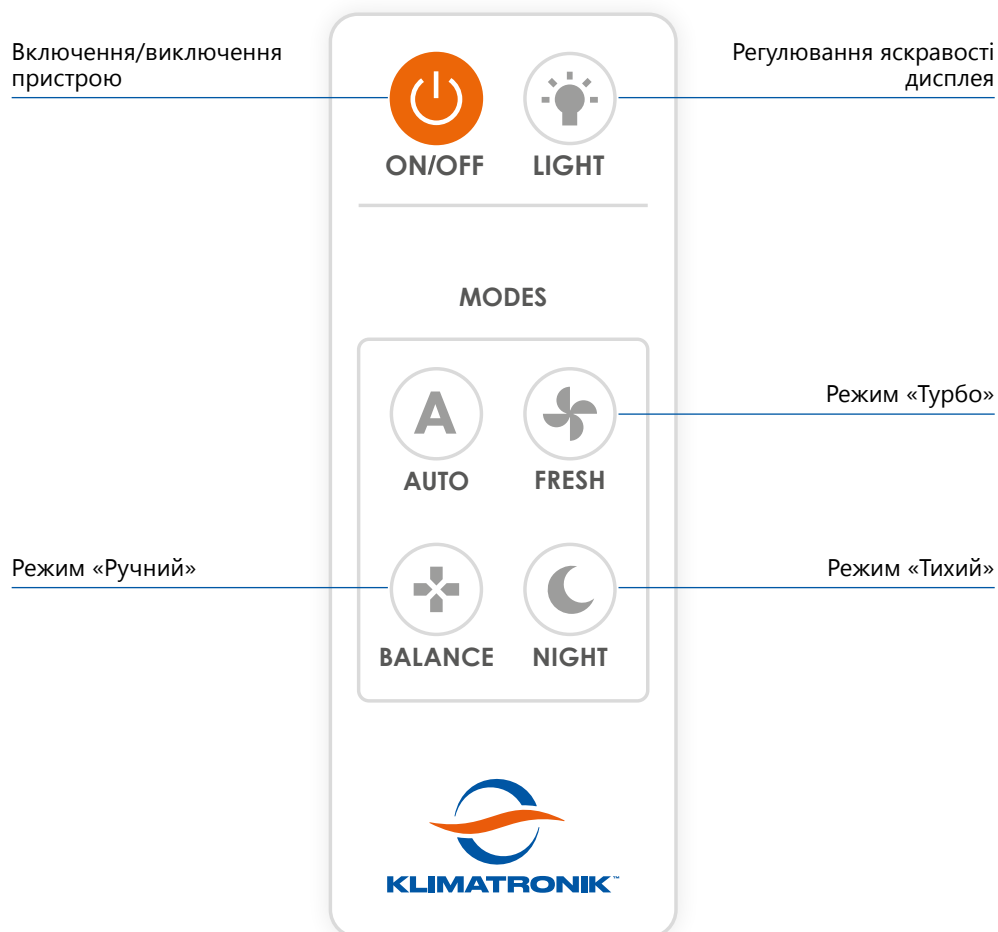 Включення/виключення
пристрою
Регулювання яскравості
дисплея
ON/OFF
LIGHT
MODES
A
AUTO
FRESH
Режим «Турбо»
Режим «Ручний»
BALANCE
NIGHT
Режим «Тихий»
KLIMATRONIK™